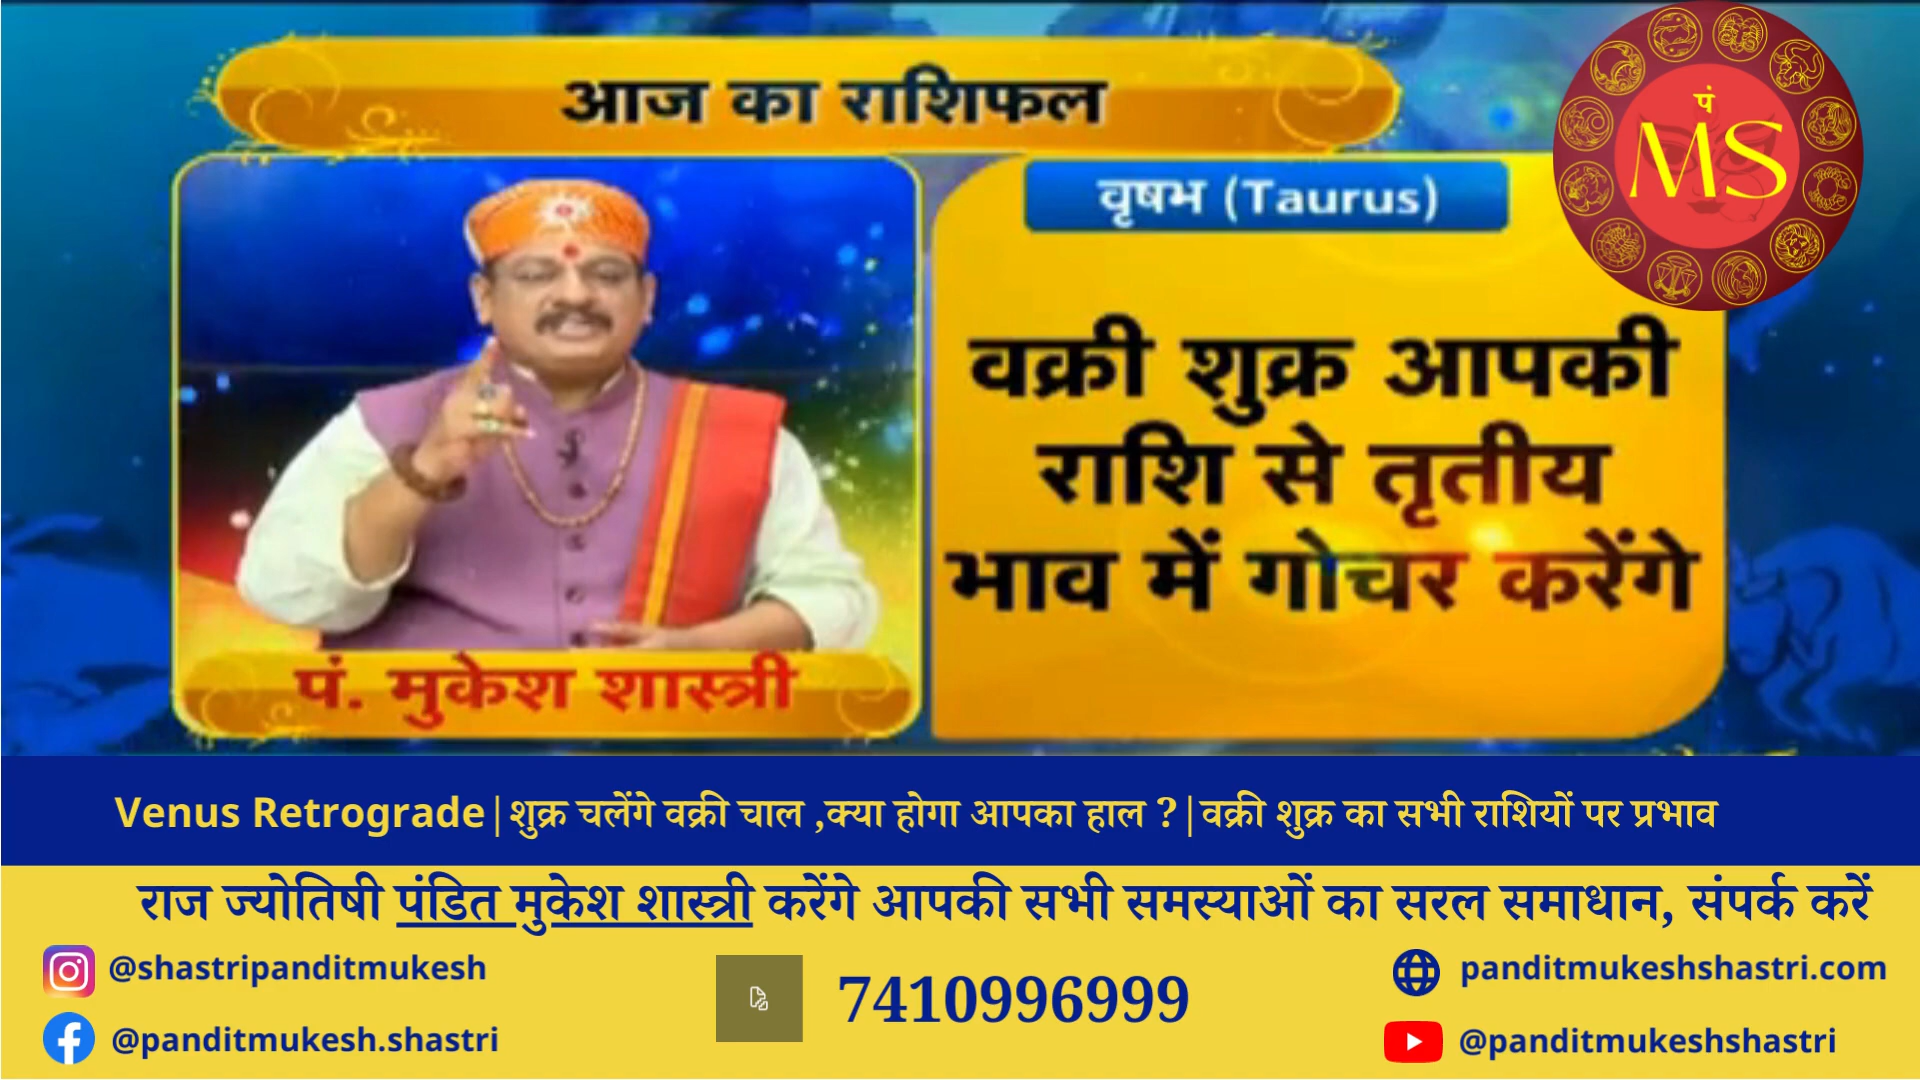 आज का राशिफल
पं
MS
वृषभ (Taurus)
वक्री शुक्र आपकी
राशि से तृतीय
भाव में गोचर करेंगे
पं. मुकेश शास्त्री
Venus Retrograde|शुक्र चलेंगे वक्री चाल ,क्या होगा आपका हाल ?|वक्री शुक्र का सभी राशियों पर प्रभाव
राज ज्योतिषी पंडित मुकेश शास्त्री करेंगे आपकी सभी समस्याओं का सरल समाधान, संपर्क करें
@shastripanditmukesh
@panditmukesh.shastri
7410996999
panditmukeshshastri.com
@panditmukeshshastri